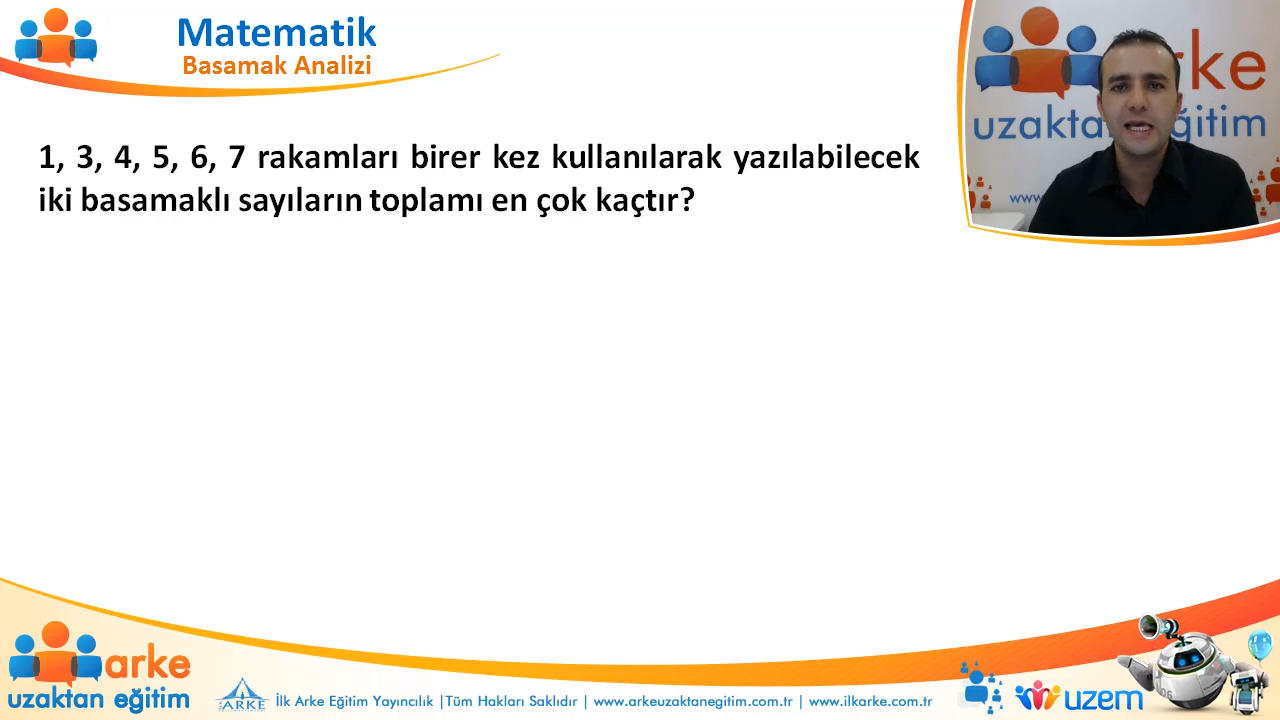 Matematik
Basamak Analizi
arke
uzaktan eğitim
www.
1, 3, 4, 5, 6, 7 rakamları birer kez kullanılarak yazılabilecek
iki basamaklı sayıların toplamı en çok kaçtır?
arke
uzaktan eğitim
ARKE
İlk Arke Eğitim Yayıncılık |Tüm Hakları Saklıdır | www.arkeuzaktanegitim.com.tr | www.ilkarke.com.tr
uzem